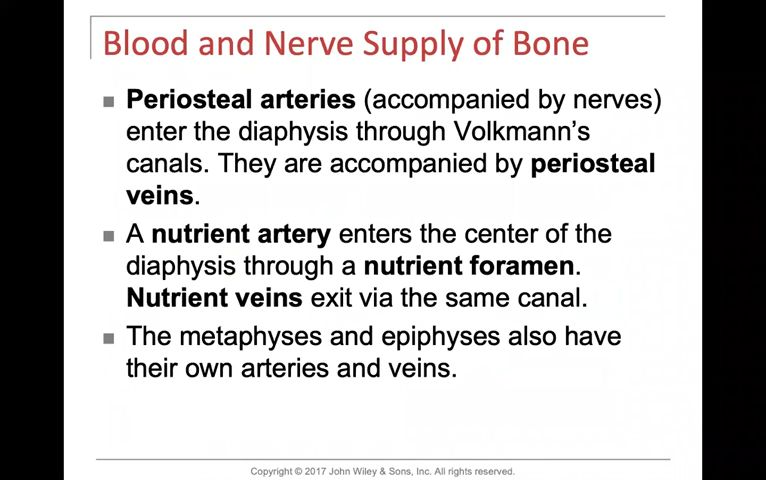 Blood and Nerve Supply of Bone
Periosteal arteries (accompanied by nerves)
enter the diaphysis through Volkmann's
canals. They are accompanied by periosteal
veins.
A nutrient artery enters the center of the
diaphysis through a nutrient foramen.
Nutrient veins exit via the same canal.
The metaphyses and epiphyses also have
their own arteries and veins.
Copyright © 2017 John Wiley & Sons, Inc. All rights reserved.